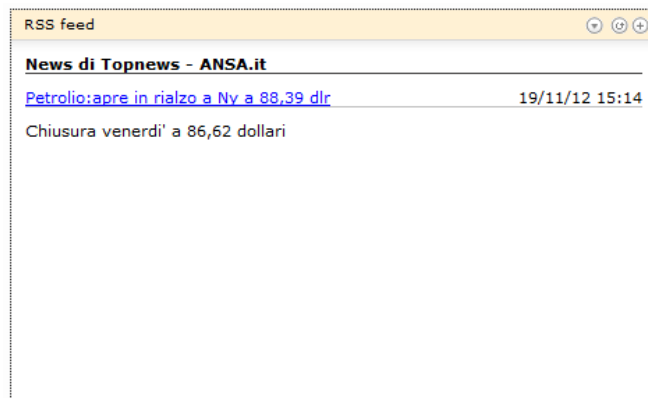 RSS feed
News di Topnews - ANSA.it
Petrolio:apre in rialzo a Ny a 88,39 dlr 19/11/12 15:14
Chiusura venerdi' a 86,62 dollari